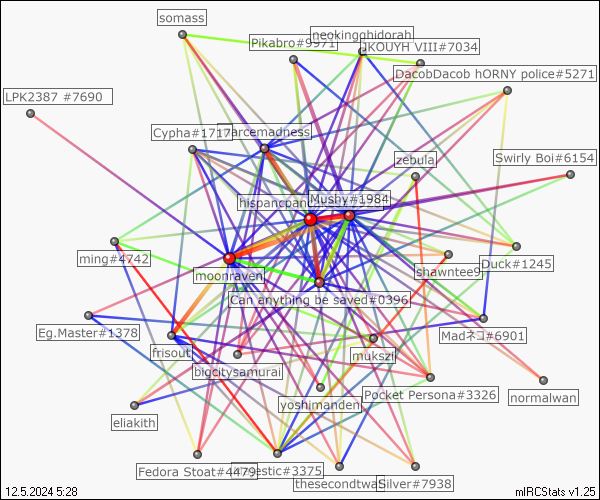 somass
neokingghidorah
Pikabro#9971
JKOUYH VIII#7034
DacobDacob hORNY police#5271
LPK2387 #7690
Cypha#1717
arcemadness
zebula
Swirly Boi#6154
hispancpan
Mushy#1984
ming#4742
moonraven
shawntee9
Duck#1245
Can anything be saved#0396
Eg.Master#1378
frisout
mukszi
Madネコ#6901
bigcitysamurai
yoshimanden
Pocket Persona#3326
normalwan
eliakith
Fedora Stoat#4479
estic#3375
thesecondtwa
Silver#7938
12.5.2024 5:28
mIRCStats v1.25